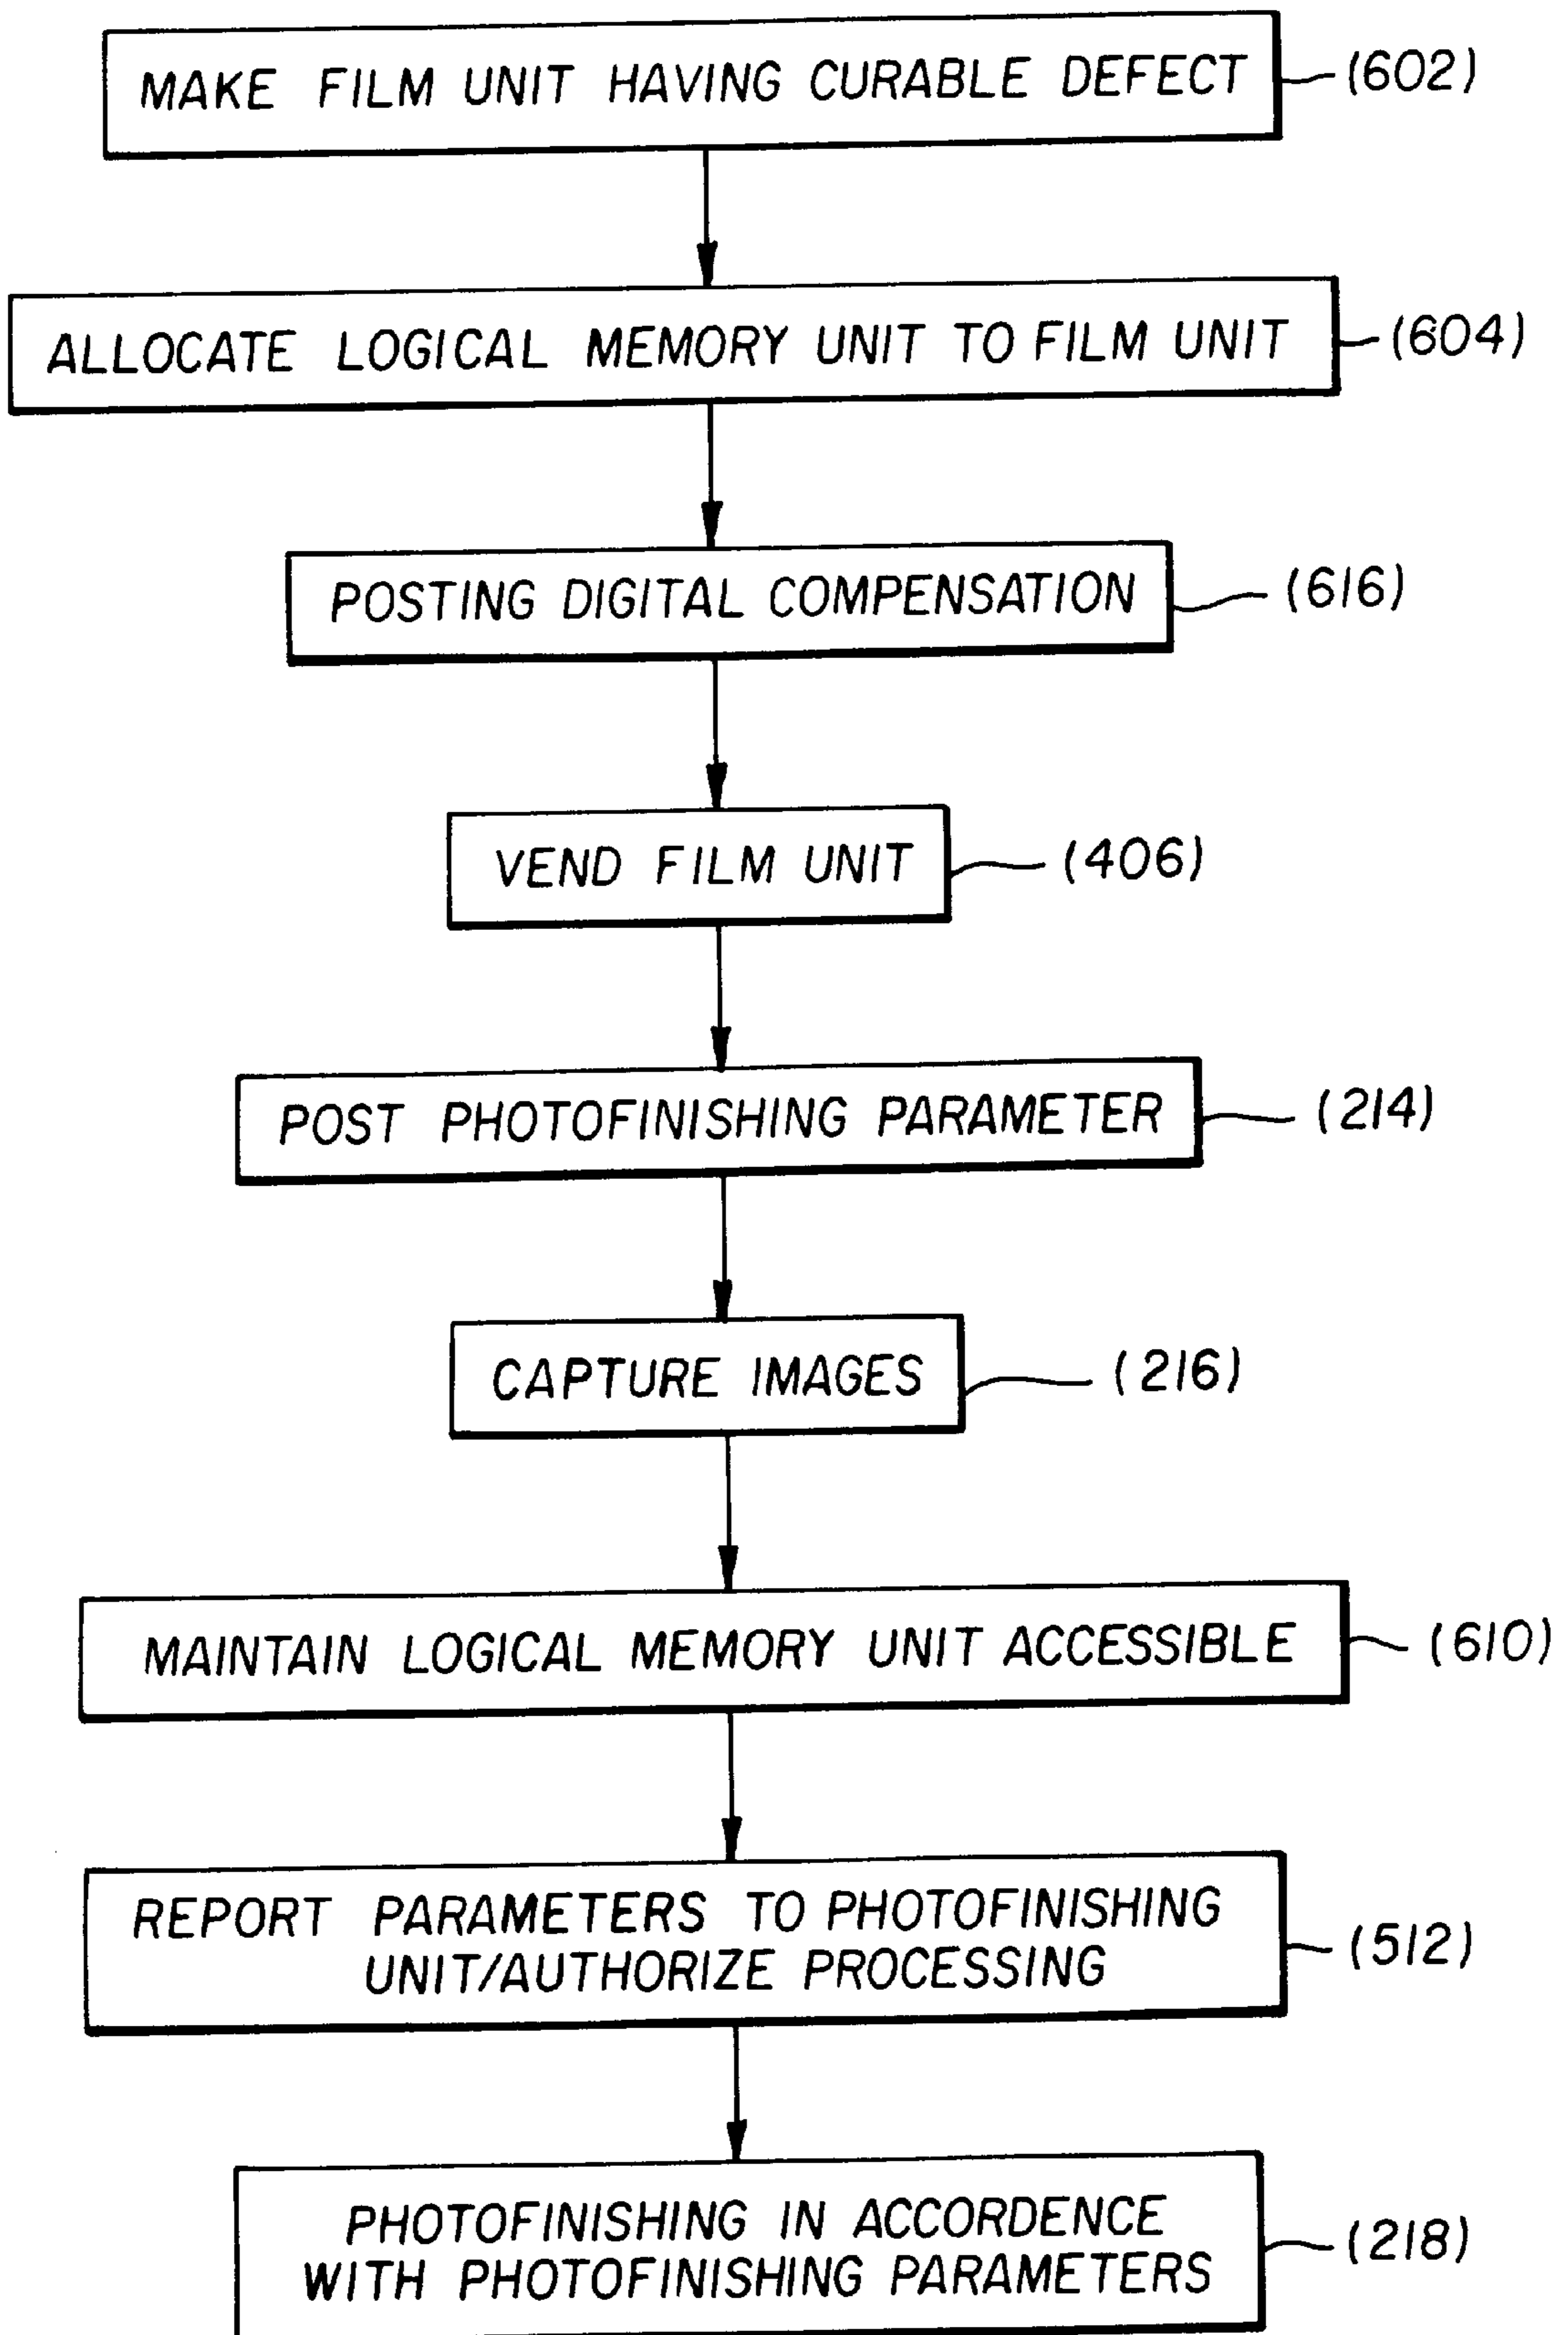 MAKE FILM UNIT HAVING CURABLE DEFECT (602)
ALLOCATE LOGICAL MEMORY UNIT TO FILM UNIT (604)
POSTING DIGITAL COMPENSATION (616)
VEND FILM UNIT (406)
POST PHOTOFINISHING PARAMETER (214)
CAPTURE IMAGES (216)
MAINTAIN LOGICAL MEMORY UNIT ACCESSIBLE (610)
REPORT PARAMETERS TO PHOTOFINISHING
UNIT/AUTHORIZE PROCESSING (512)
PHOTOFINISHING IN ACCORDENCE
WITH PHOTOFINISHING PARAMETERS (218)